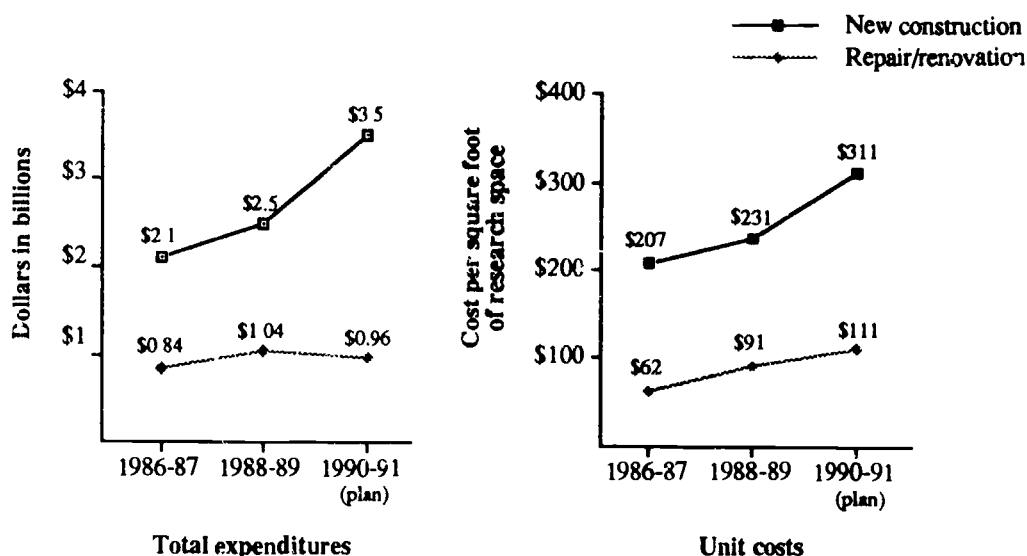 New construction
Repair/renovation
Dollars in billions
$4
$3
$2
$1
$2 1
$2.5
$3 5
$0 84
$1 04
$0.96
1986-87 1988-89 1990-91
(plan)
Total expenditures
Cost per square foot
of research space
$400
$300
$200
$100
$207
$231
$311
$62
$91
$111
1986-87 1988-89 1990-91
(plan)
Unit costs